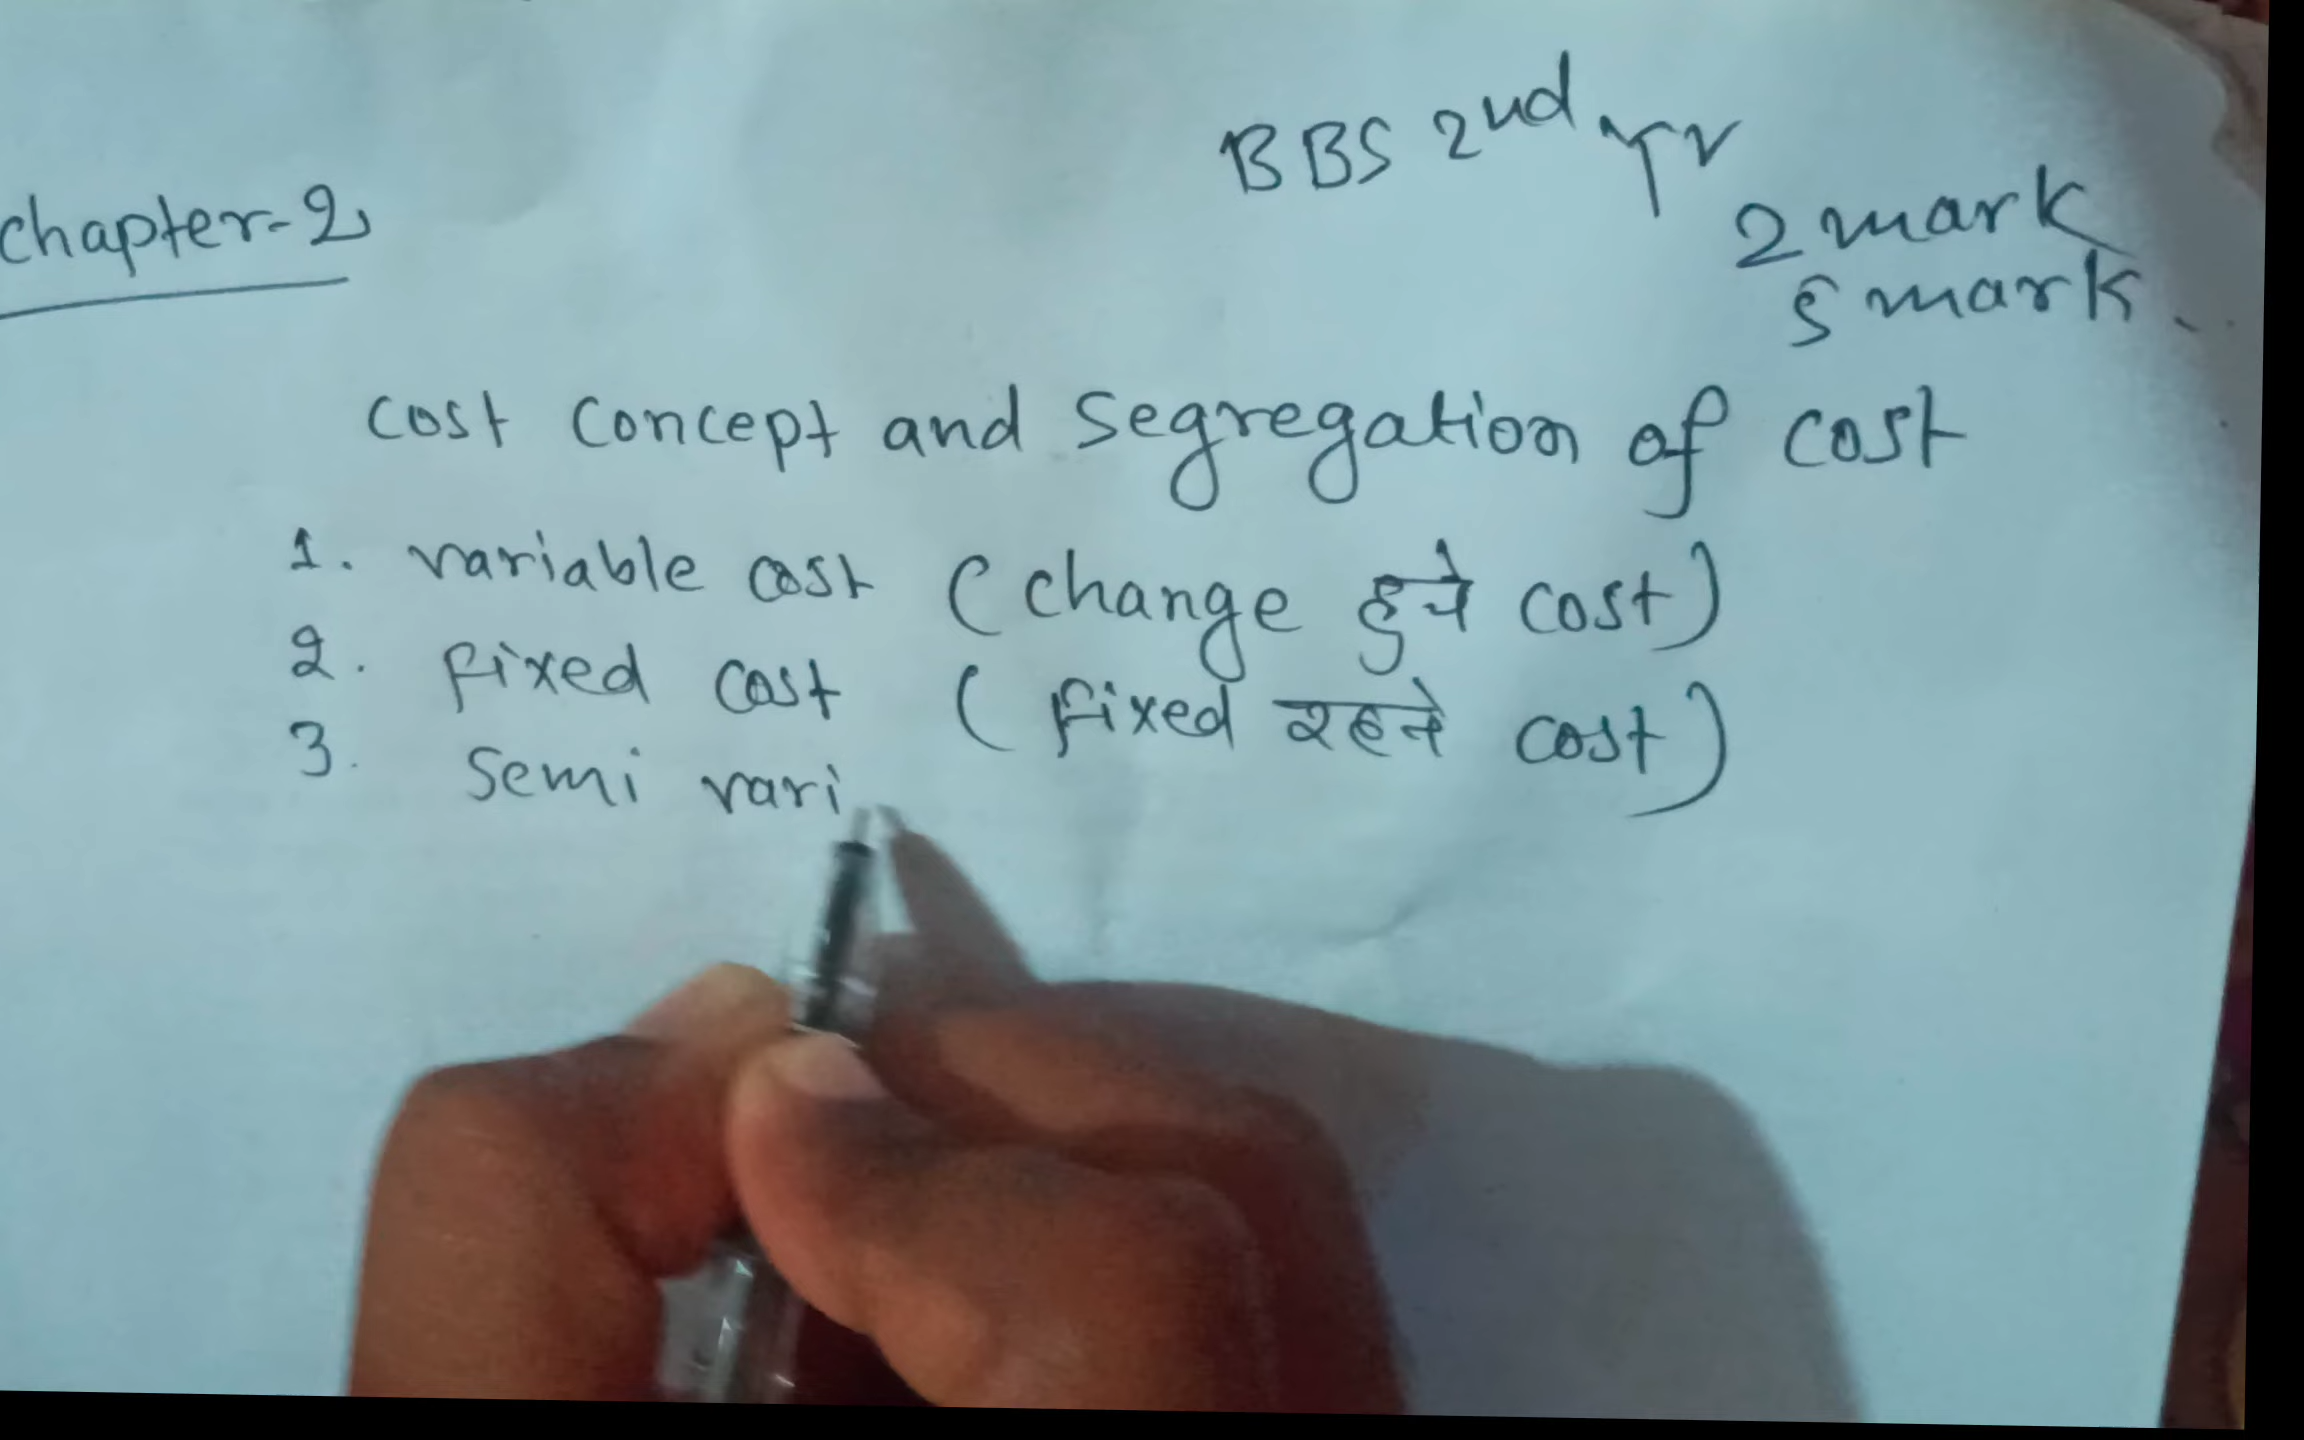 BBS 2nd yr
chapter-2
2 mark
5 mark.
cost concept and segregation of cost
1. variable cost (change हुने cost)
2. fixed cost (fixed रहने cost)
3. semi vari